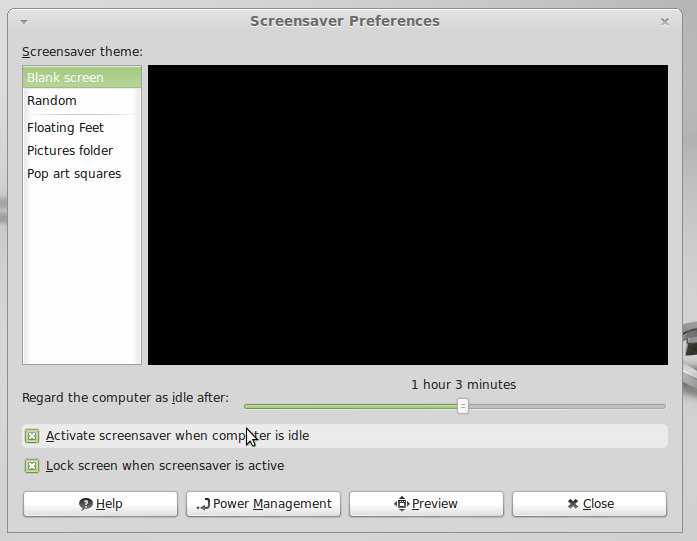 Screensaver Preferences
Screensaver theme:
Blank screen
Random
Floating Feet
Pictures folder
Pop art squares
1 hour 3 minutes
Regard the computer as idle after:
Activate screensaver when computer is idle
Lock screen when screensaver is active
Help
Power Management
Preview
Close